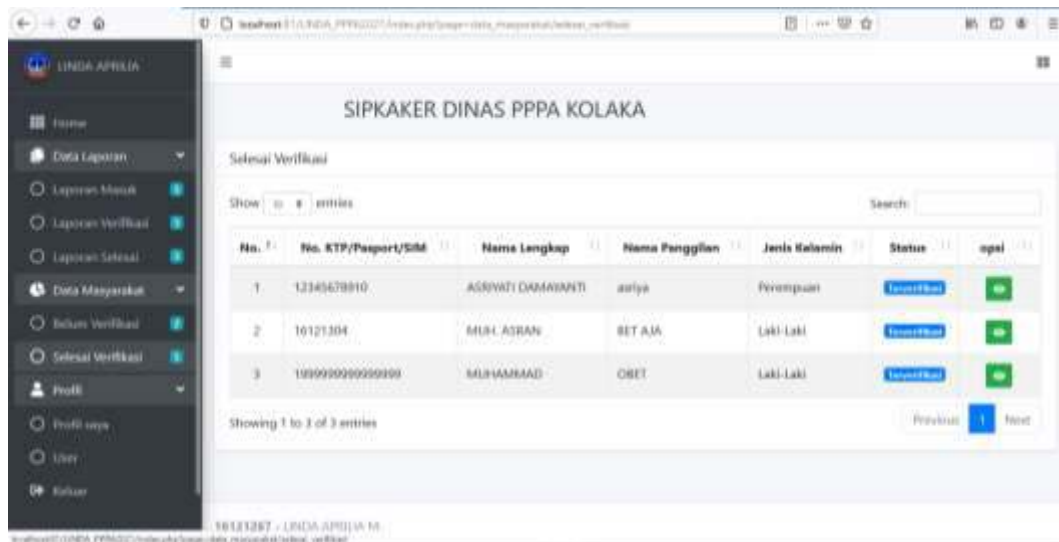 LINDA APRILIA
SIPKAKER DINAS PPPA KOLAKA
Home
Data Laporan
Selesai Verifikasi
Laporan Masuk
Show entries
Search:
Laporan Verifikasi
No. No. KTP/Pasport/SIM Nama Lengkap Nama Panggilan Jenis Kelamin Status opsi
Laporan Selesai
Data Masyarakat
1 12345678910 ASRIYATI DAMAYANTI asriya Perempuan Terverifikasi
Belum Verifikasi
2 16121304 MUH. ASRAN BET AJA Laki-Laki Terverifikasi
Selesai Verifikasi
3 MUHAMMAD OBET Laki-Laki Terverifikasi
Profil
Profil saya
Showing 1 to 3 of 3 entries
Previous 1 Next
User
Keluar
16121287 - LINDA APRILIA M.